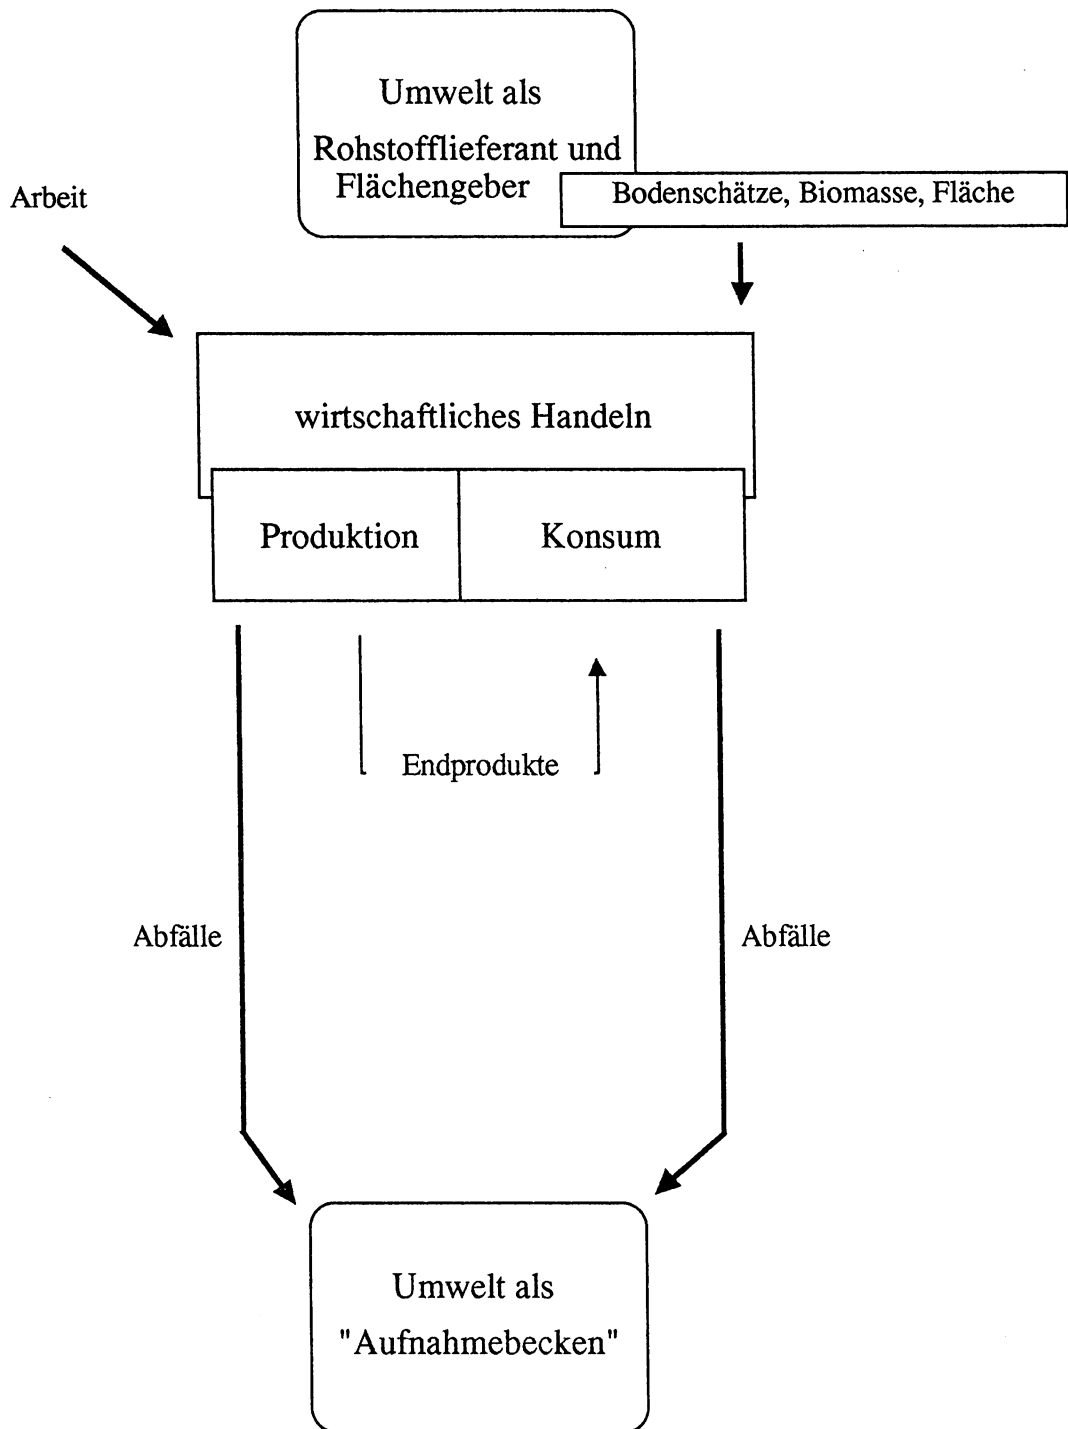 Umwelt als
Rohstofflieferant und
Flächengeber
Bodenschätze, Biomasse, Fläche
Arbeit
wirtschaftliches Handeln
Produktion
Konsum
Endprodukte
Abfälle
Abfälle
Umwelt als
"Aufnahmebecken"